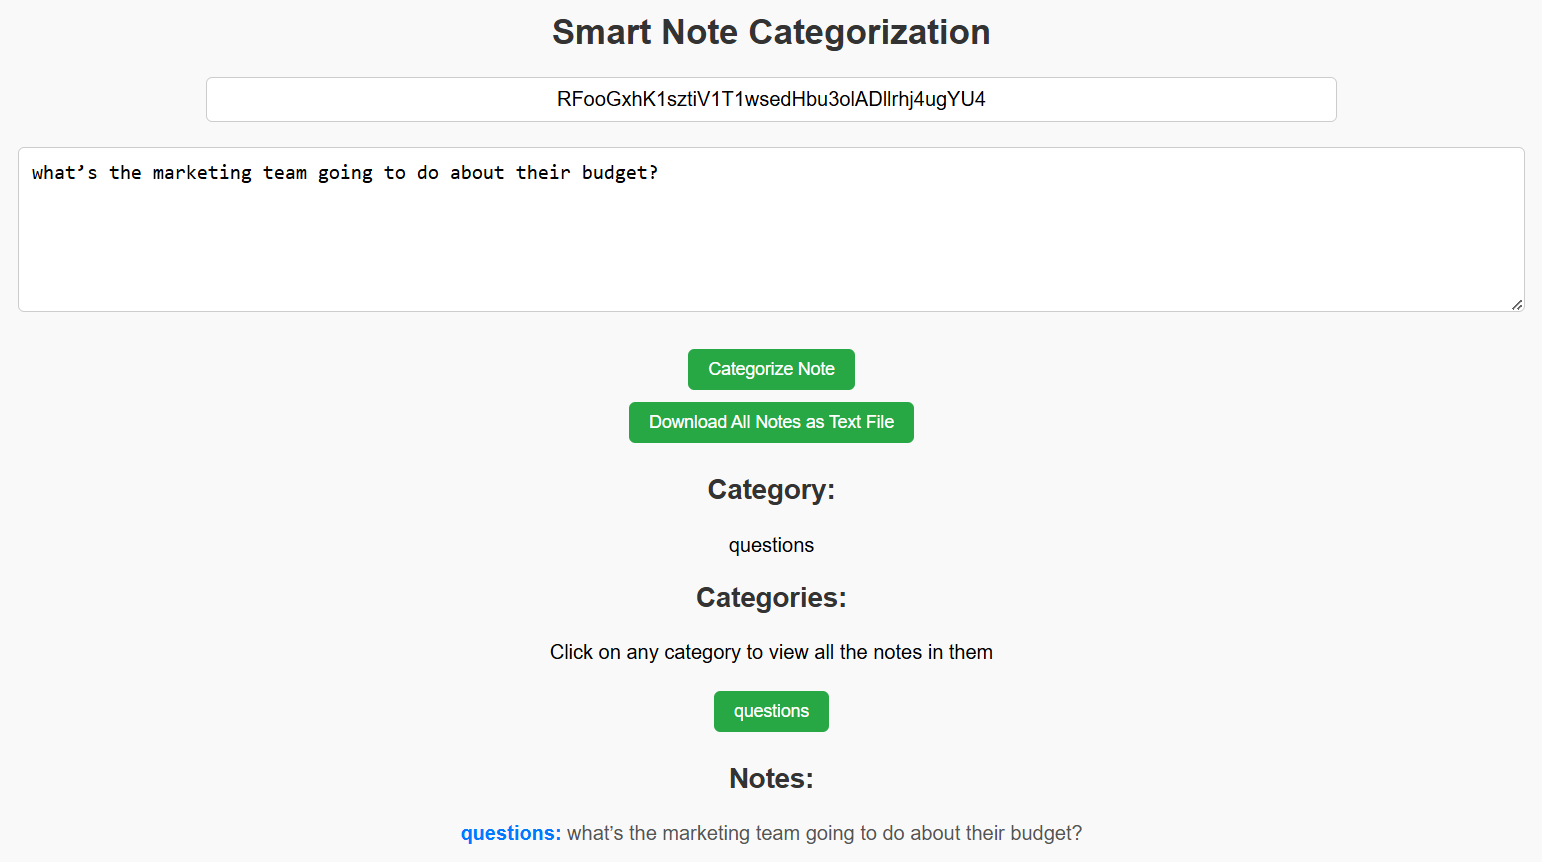 Smart Note Categorization
RFooGxhK1sztiV1T1wsedHbu3olADllrhj4ugYU4
what’s the marketing team going to do about their budget?
Categorize Note
Download All Notes as Text File
Category:
questions
Categories:
Click on any category to view all the notes in them
questions
Notes:
questions: what’s the marketing team going to do about their budget?